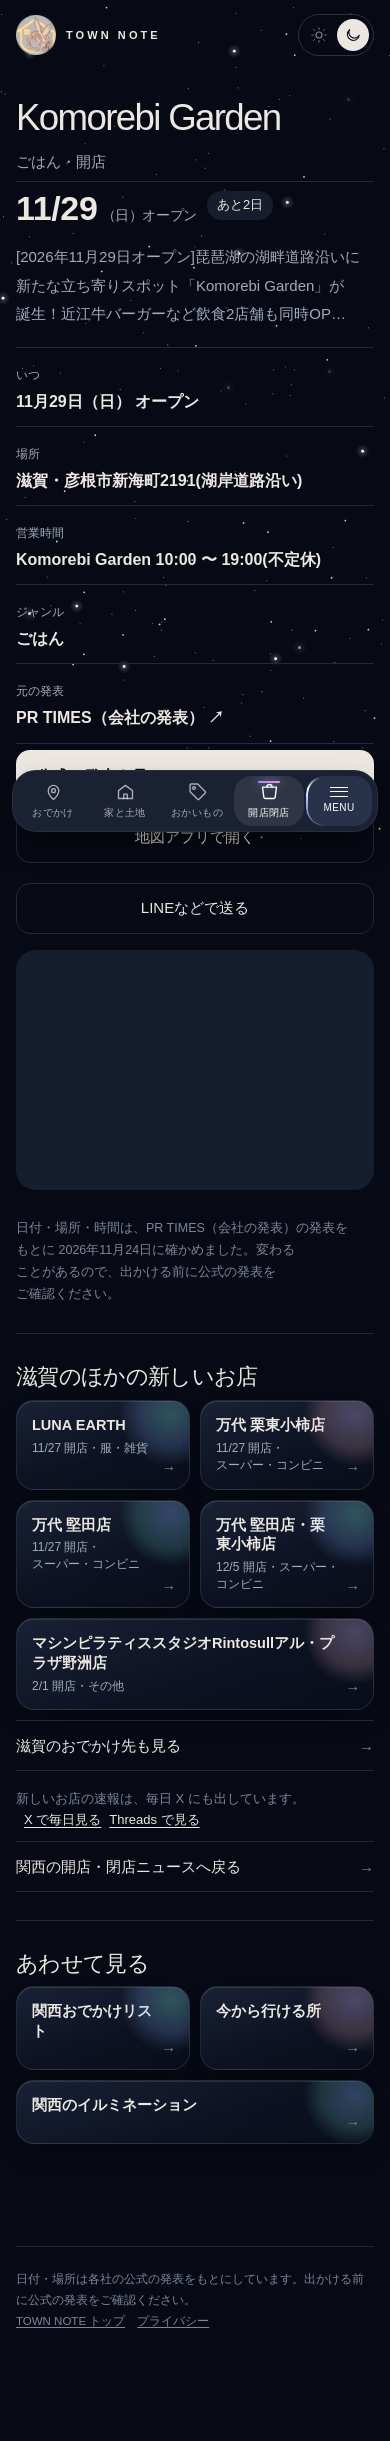 TOWN NOTE
Komorebi Garden
ごはん・開店
11/29 （日）オープン あと2日
[2026年11月29日オープン]琵琶湖の湖畔道路沿いに
新たな立ち寄りスポット「Komorebi Garden」が
誕生！近江牛バーガーなど飲食2店舗も同時OP…
いつ
11月29日（日） オープン
場所
滋賀・彦根市新海町2191(湖岸道路沿い)
営業時間
Komorebi Garden 10:00 〜 19:00(不定休)
ジャンル
ごはん
元の発表
PR TIMES（会社の発表） ↗
おでかけ 家と土地 おかいもの 開店閉店 MENU
地図アプリで開く
LINEなどで送る
日付・場所・時間は、PR TIMES（会社の発表）の発表を
もとに 2026年11月24日に確かめました。変わる
ことがあるので、出かける前に公式の発表を
ご確認ください。
滋賀のほかの新しいお店
LUNA EARTH
11/27 開店・服・雑貨
→
万代 栗東小柿店
11/27 開店・
スーパー・コンビニ
→
万代 堅田店
11/27 開店・
スーパー・コンビニ
→
万代 堅田店・栗
東小柿店
12/5 開店・スーパー・
コンビニ
→
マシンピラティススタジオRintosullアル・プ
ラザ野洲店
2/1 開店・その他
→
滋賀のおでかけ先も見る →
新しいお店の速報は、毎日 X にも出しています。
X で毎日見る Threads で見る
関西の開店・閉店ニュースへ戻る →
あわせて見る
関西おでかけリス
ト
→
今から行ける所
→
関西のイルミネーション
→
日付・場所は各社の公式の発表をもとにしています。出かける前
に公式の発表をご確認ください。
TOWN NOTE トップ プライバシー